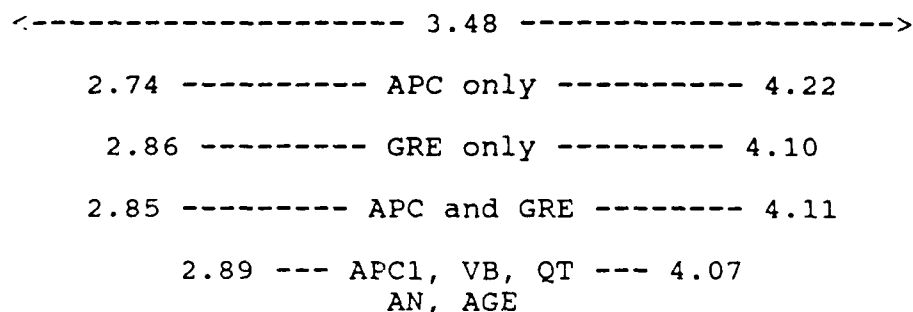 <--------------------- 3.48 --------------------->
2.74 ---------- APC only ---------- 4.22
2.86 --------- GRE only --------- 4.10
2.85 --------- APC and GRE -------- 4.11
2.89 --- APC1, VB, QT --- 4.07
AN, AGE